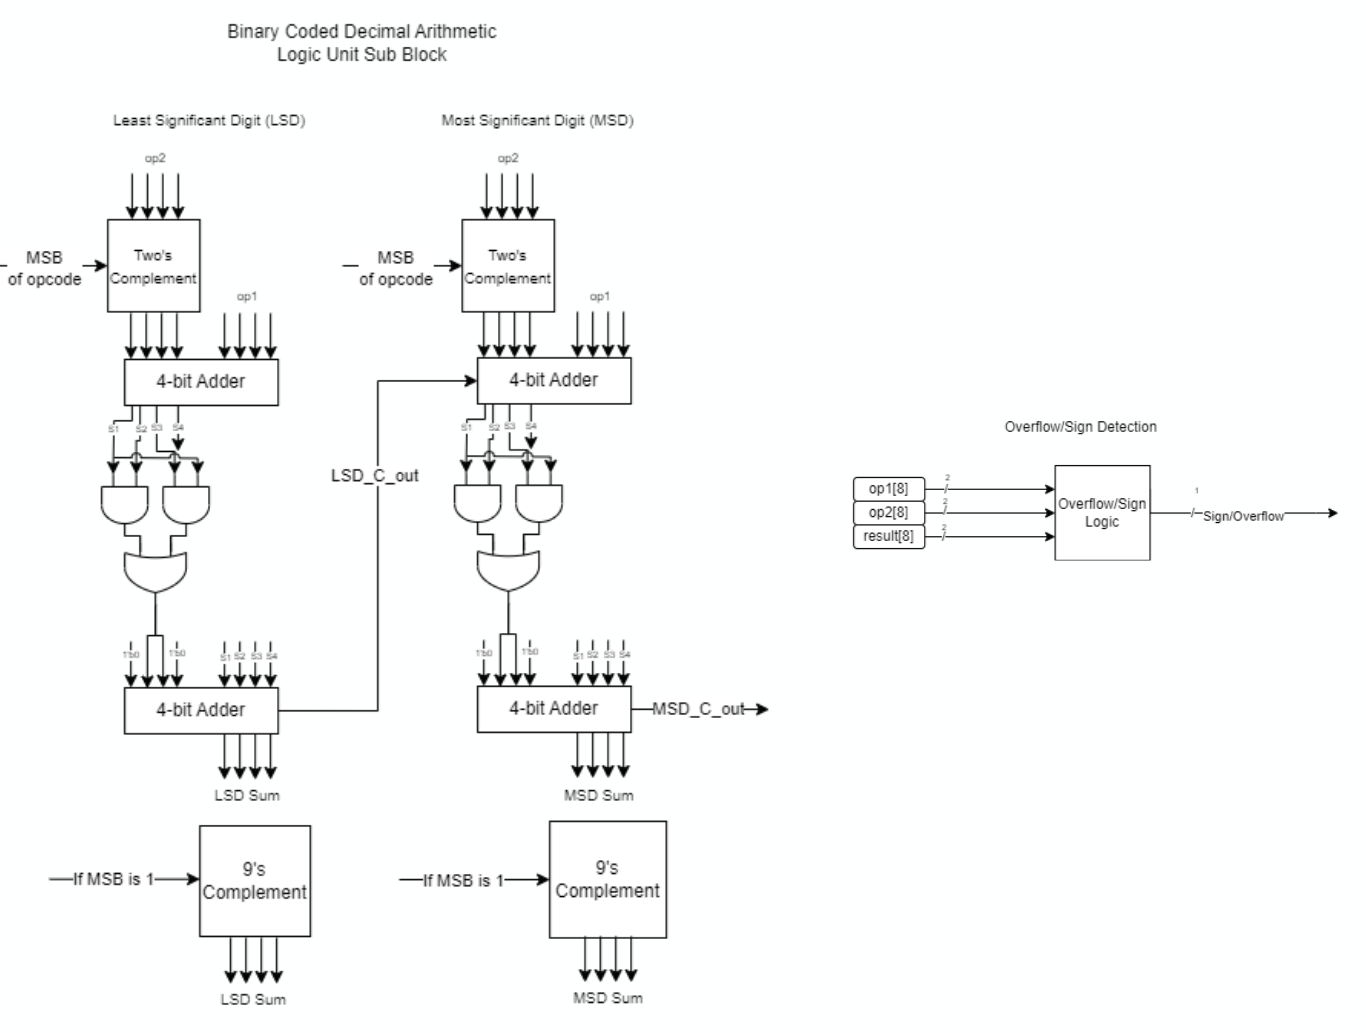 Binary Coded Decimal Arithmetic
Logic Unit Sub Block
Least Significant Digit (LSD)
Most Significant Digit (MSD)
op2
op2
MSB
of opcode
Two's
Complement
MSB
of opcode
Two's
Complement
op1
op1
4-bit Adder
4-bit Adder
S1 S2 S3 S4
S1 S2 S3 S4
LSD_C_out
1'b0 1'b0 S1 S2 S3 S4
1'b0 1'b0 S1 S2 S3 S4
4-bit Adder
4-bit Adder
MSD_C_out
LSD Sum
MSD Sum
If MSB is 1
9's
Complement
If MSB is 1
9's
Complement
LSD Sum
MSD Sum
Overflow/Sign Detection
op1[8]
2
op2[8]
2
result[8]
2
Overflow/Sign
Logic
1
Sign/Overflow